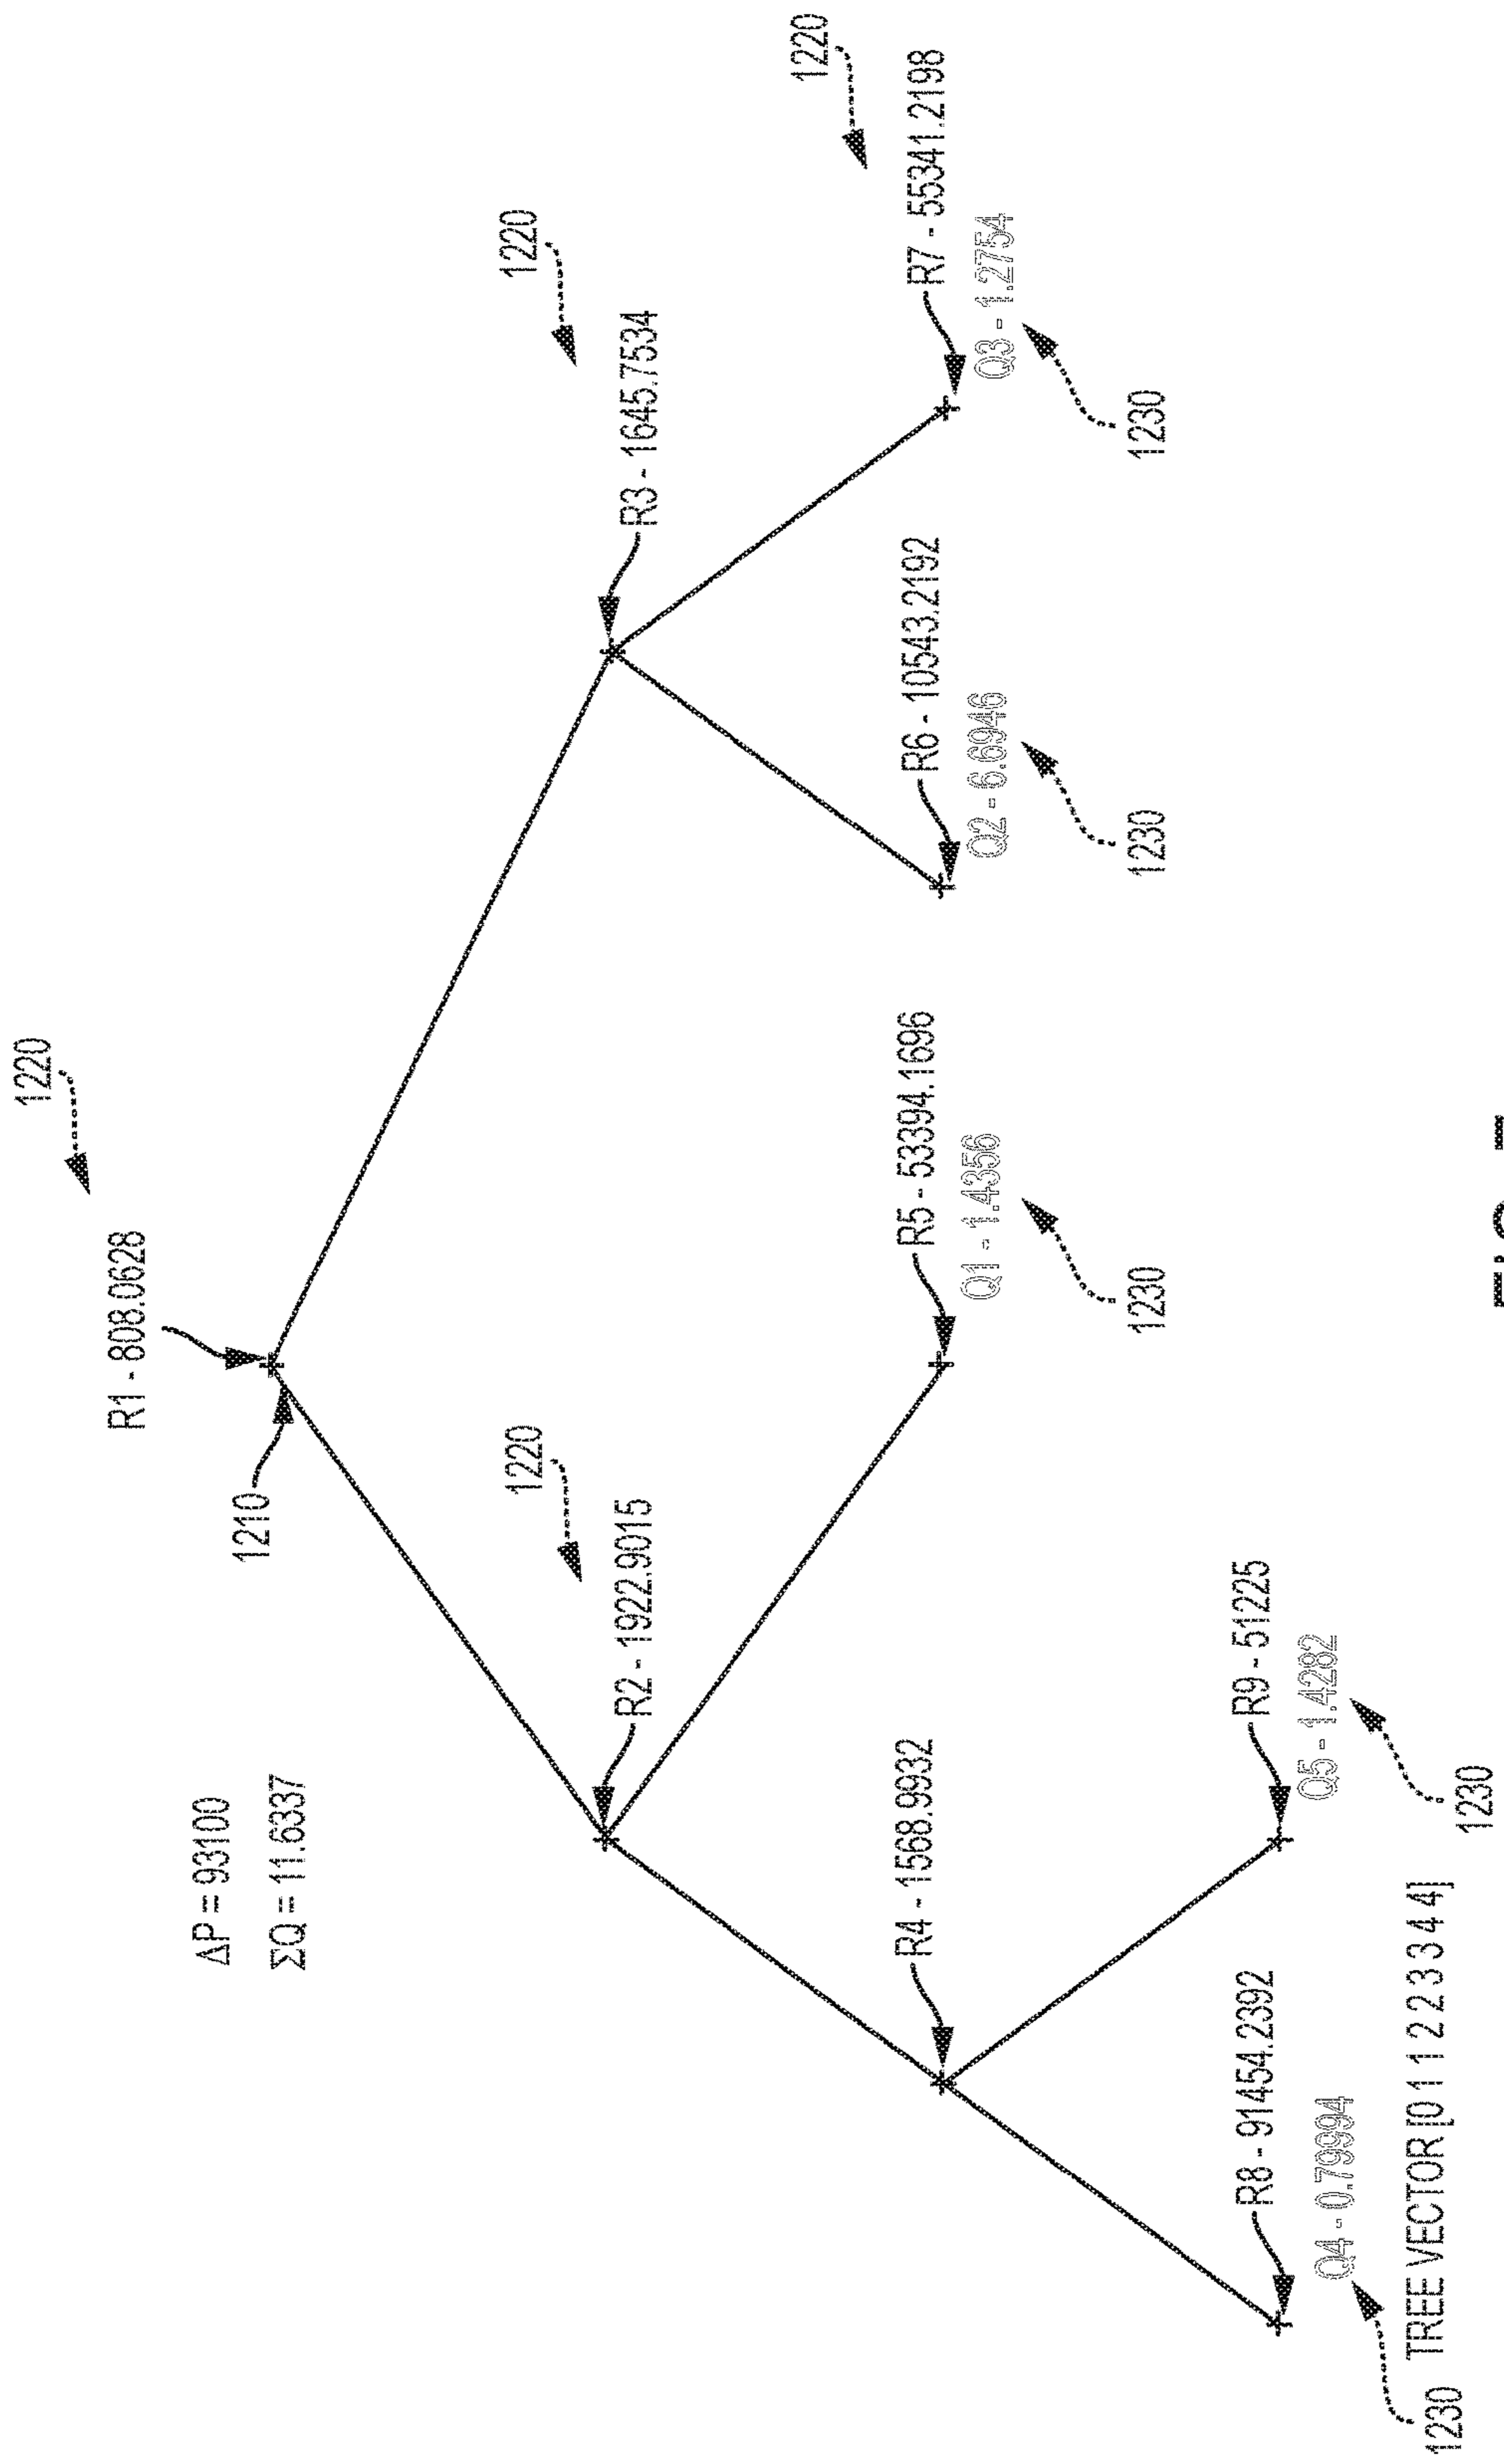 1220
R1 - 808.0628
1210
ΔP = 93100
ΣQ = 11.6337
1220
R2 - 1922.9015
1220
R3 - 1645.7534
1220
R4 - 1568.9932
R5 - 53394.1696
Q1 - 1.4356
1230
R6 - 10543.2192
Q2 - 6.6946
1230
R7 - 55341.2198
Q3 - 1.2754
1230
R8 - 91454.2392
Q4 - 0.79994
1230
R9 - 51225
Q5 - 1.4282
1230
TREE VECTOR [0 1 1 2 2 3 3 4 4]